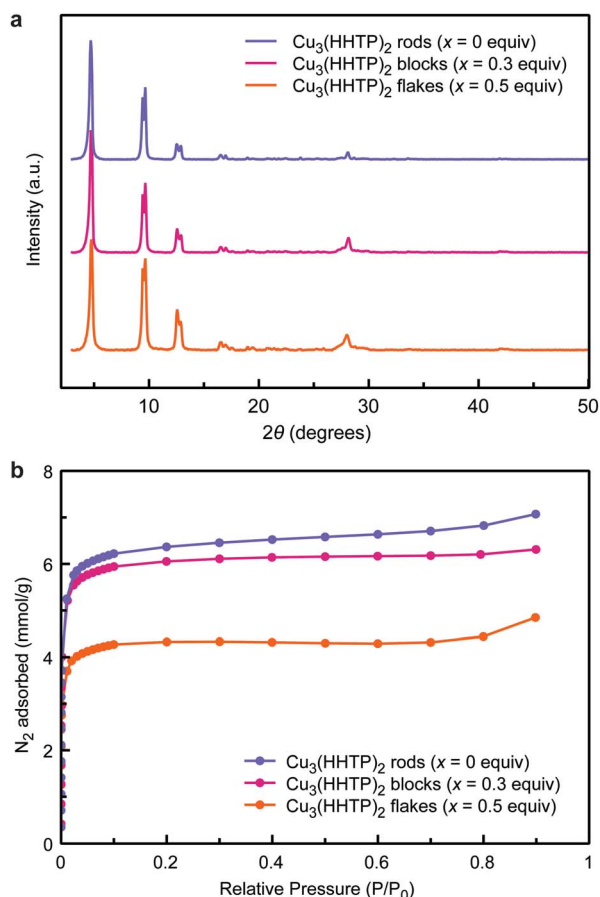 a
Cu₃(HHTP)₂ rods (x = 0 equiv)
Cu₃(HHTP)₂ blocks (x = 0.3 equiv)
Cu₃(HHTP)₂ flakes (x = 0.5 equiv)
Intensity (a.u.)
10 20 30 40 50
2θ (degrees)
b
8
6
4
2
0
N₂ adsorbed (mmol/g)
Cu₃(HHTP)₂ rods (x = 0 equiv)
Cu₃(HHTP)₂ blocks (x = 0.3 equiv)
Cu₃(HHTP)₂ flakes (x = 0.5 equiv)
0 0.2 0.4 0.6 0.8 1
Relative Pressure (P/P₀)